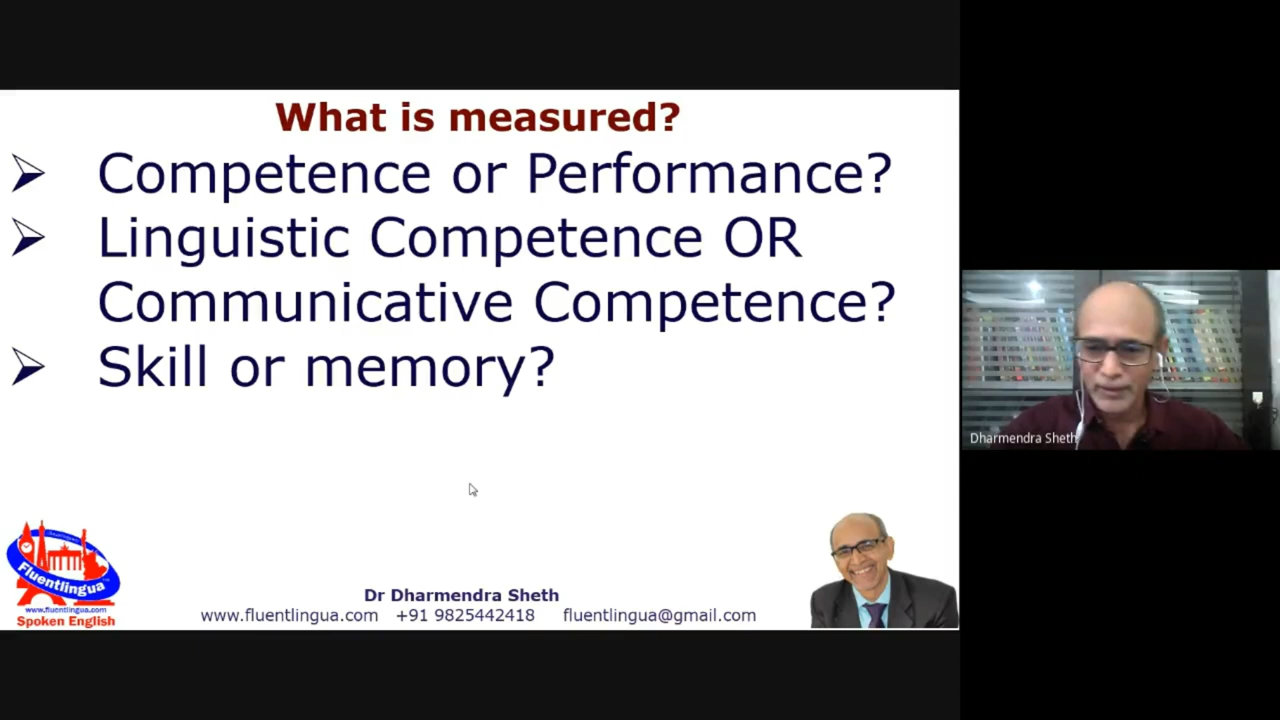 What is measured?
Competence or Performance?
Linguistic Competence OR
Communicative Competence?
Skill or memory?
Fluentlingua
www.fluentlingua.com
Spoken English
Dr Dharmendra Sheth
www.fluentlingua.com +91 9825442418 fluentlingua@gmail.com
Dharmendra Sheth